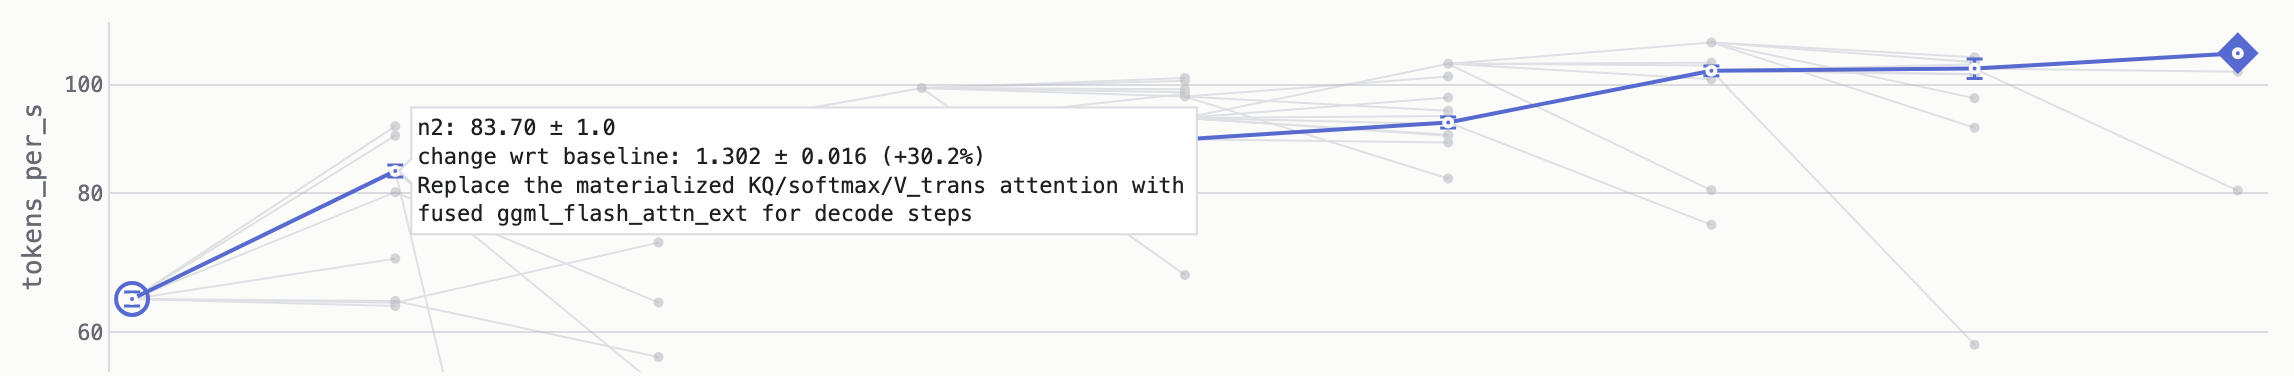 tokens_per_s
100
80
60
n2: 83.70 ± 1.0
change wrt baseline: 1.302 ± 0.016 (+30.2%)
Replace the materialized KQ/softmax/V_trans attention with
fused ggml_flash_attn_ext for decode steps